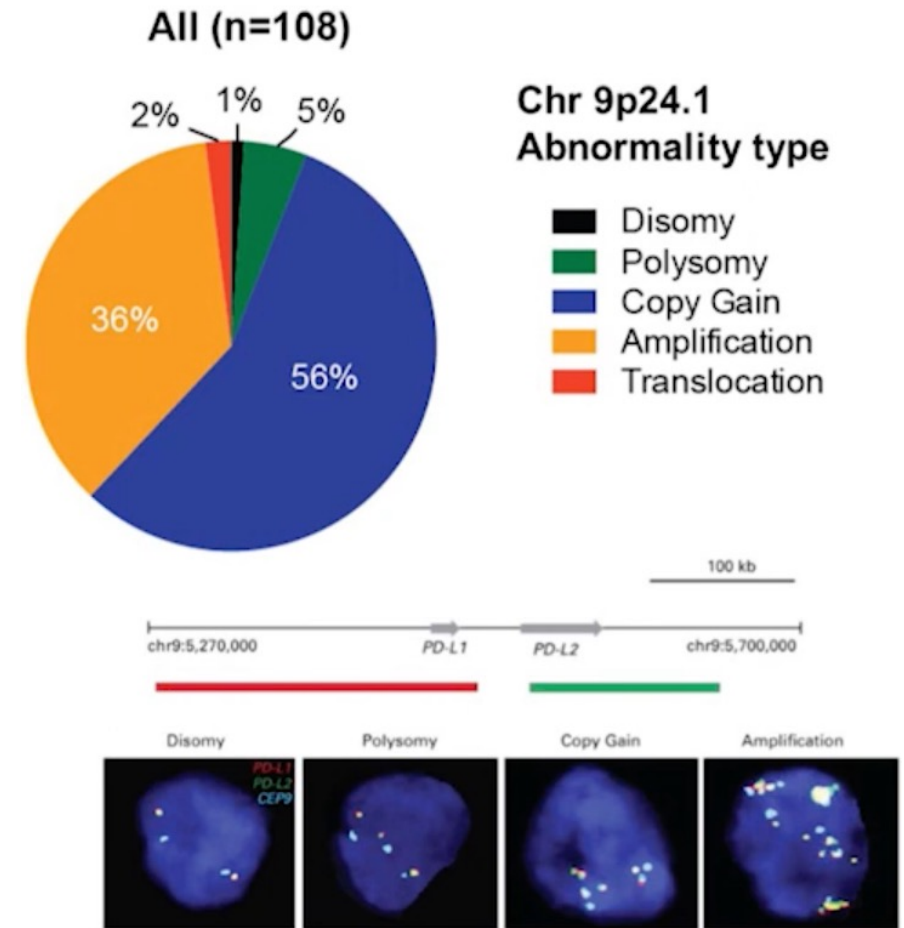 All (n=108)
2%
1%
5%
36%
56%
Chr 9p24.1
Abnormality type
Disomy
Polysomy
Copy Gain
Amplification
Translocation
100 kb
chr9:5,270,000
PD-L1
PD-L2
chr9:5,700,000
Disomy
Polysomy
Copy Gain
Amplification
PD-L1
PD-L2
CEP9